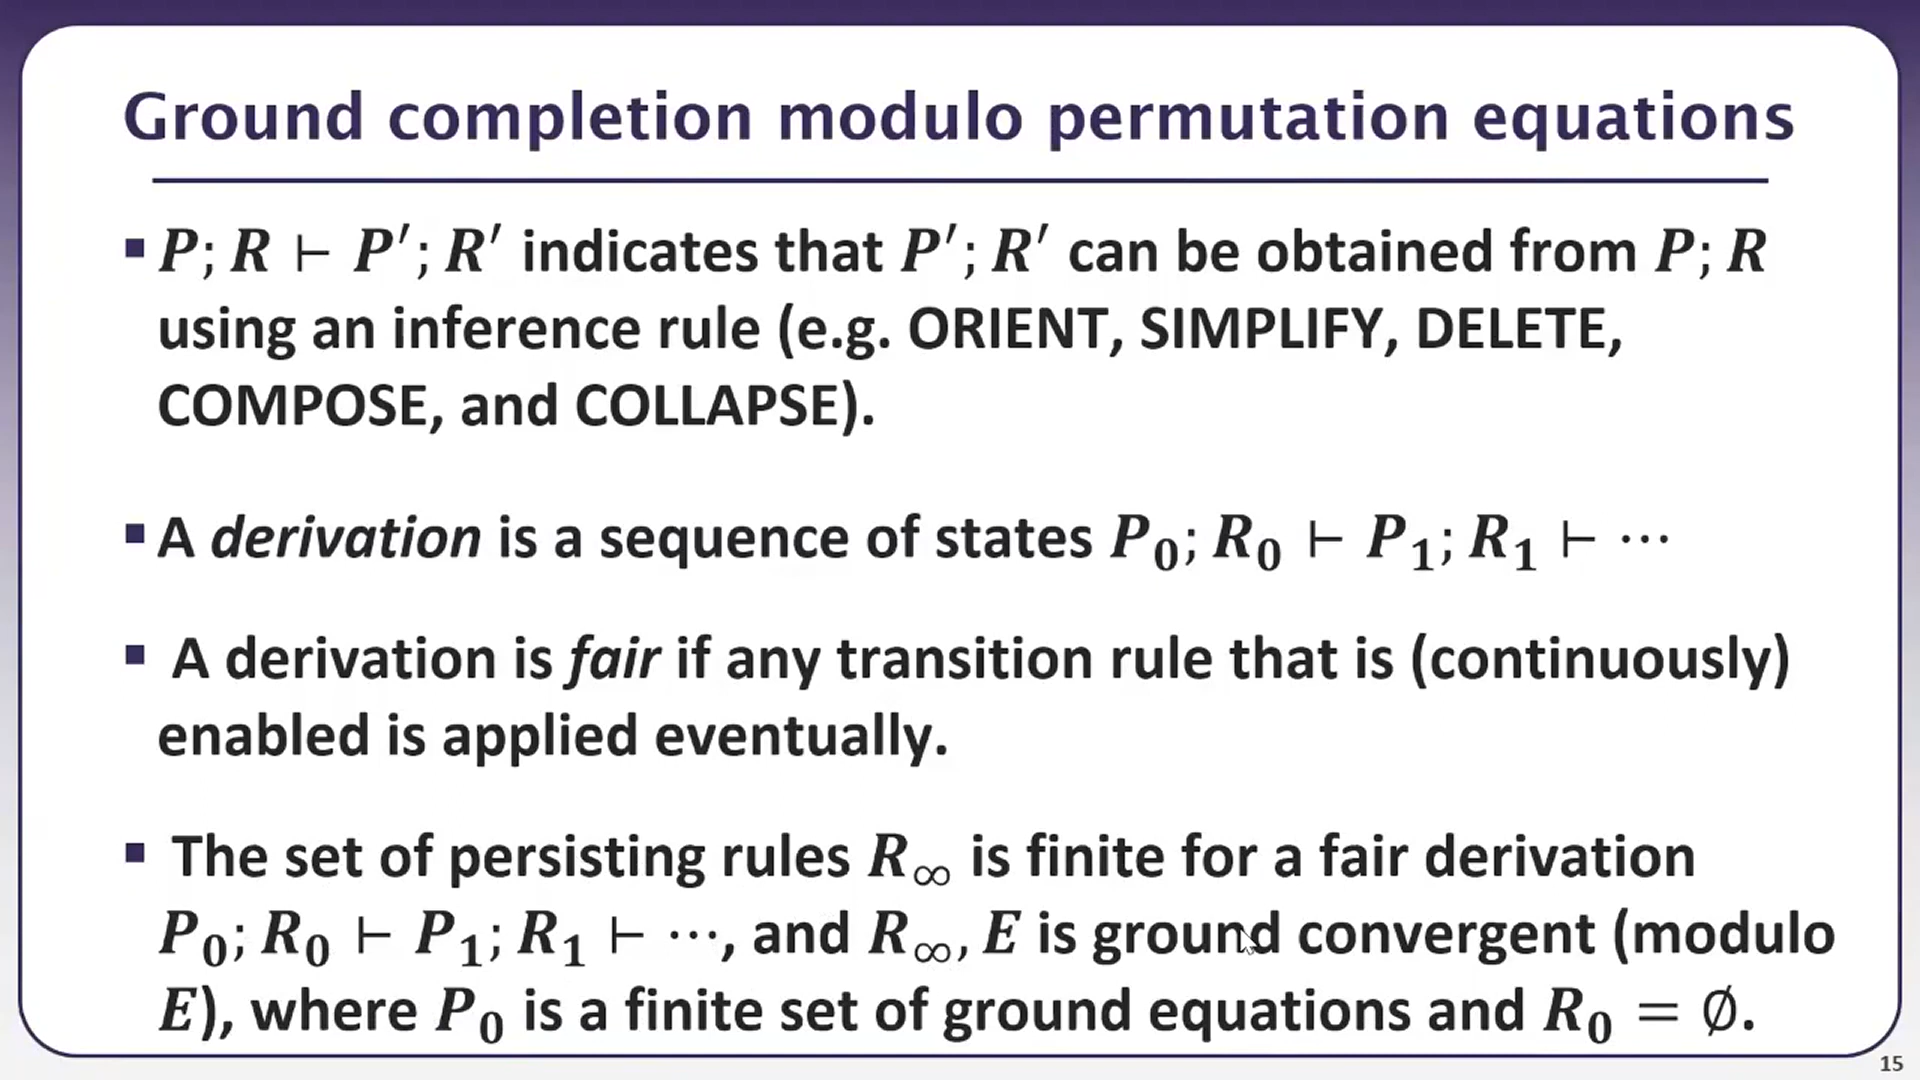 Ground completion modulo permutation equations
▪ P; R ⊢ P′; R′ indicates that P′; R′ can be obtained from P; R
using an inference rule (e.g. ORIENT, SIMPLIFY, DELETE,
COMPOSE, and COLLAPSE).
▪ A derivation is a sequence of states P₀; R₀ ⊢ P₁; R₁ ⊢ ⋯
▪ A derivation is fair if any transition rule that is (continuously)
enabled is applied eventually.
▪ The set of persisting rules R∞ is finite for a fair derivation
P₀; R₀ ⊢ P₁; R₁ ⊢ ⋯, and R∞, E is ground convergent (modulo
E), where P₀ is a finite set of ground equations and R₀ = ∅.
15